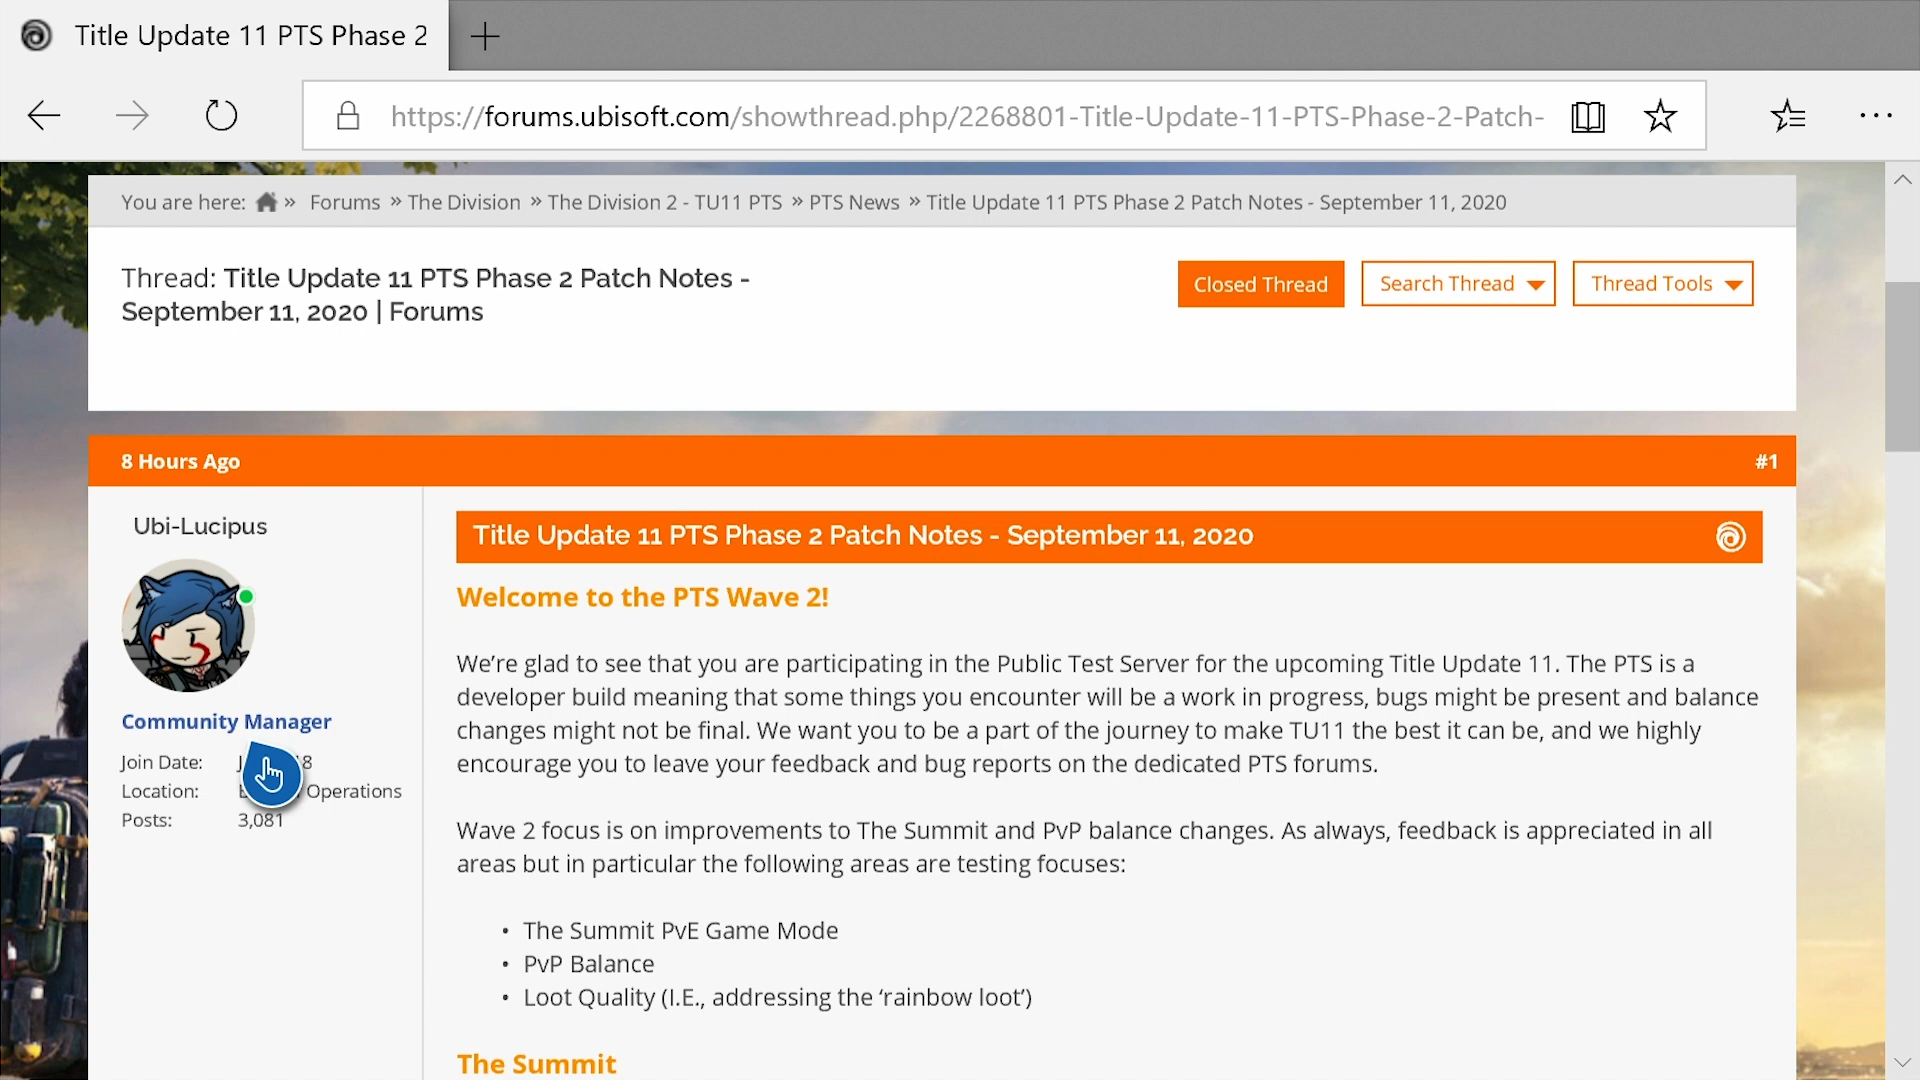 Title Update 11 PTS Phase 2
https://forums.ubisoft.com/showthread.php/2268801-Title-Update-11-PTS-Phase-2-Patch-
You are here: » Forums » The Division » The Division 2 - TU11 PTS » PTS News » Title Update 11 PTS Phase 2 Patch Notes - September 11, 2020
Thread: Title Update 11 PTS Phase 2 Patch Notes -
September 11, 2020 | Forums
Closed Thread
Search Thread
Thread Tools
8 Hours Ago
#1
Ubi-Lucipus
Community Manager
Join Date:
Location: Operations
Posts: 3,081
Title Update 11 PTS Phase 2 Patch Notes - September 11, 2020
Welcome to the PTS Wave 2!
We’re glad to see that you are participating in the Public Test Server for the upcoming Title Update 11. The PTS is a
developer build meaning that some things you encounter will be a work in progress, bugs might be present and balance
changes might not be final. We want you to be a part of the journey to make TU11 the best it can be, and we highly
encourage you to leave your feedback and bug reports on the dedicated PTS forums.
Wave 2 focus is on improvements to The Summit and PvP balance changes. As always, feedback is appreciated in all
areas but in particular the following areas are testing focuses:
• The Summit PvE Game Mode
• PvP Balance
• Loot Quality (I.E., addressing the ‘rainbow loot’)
The Summit